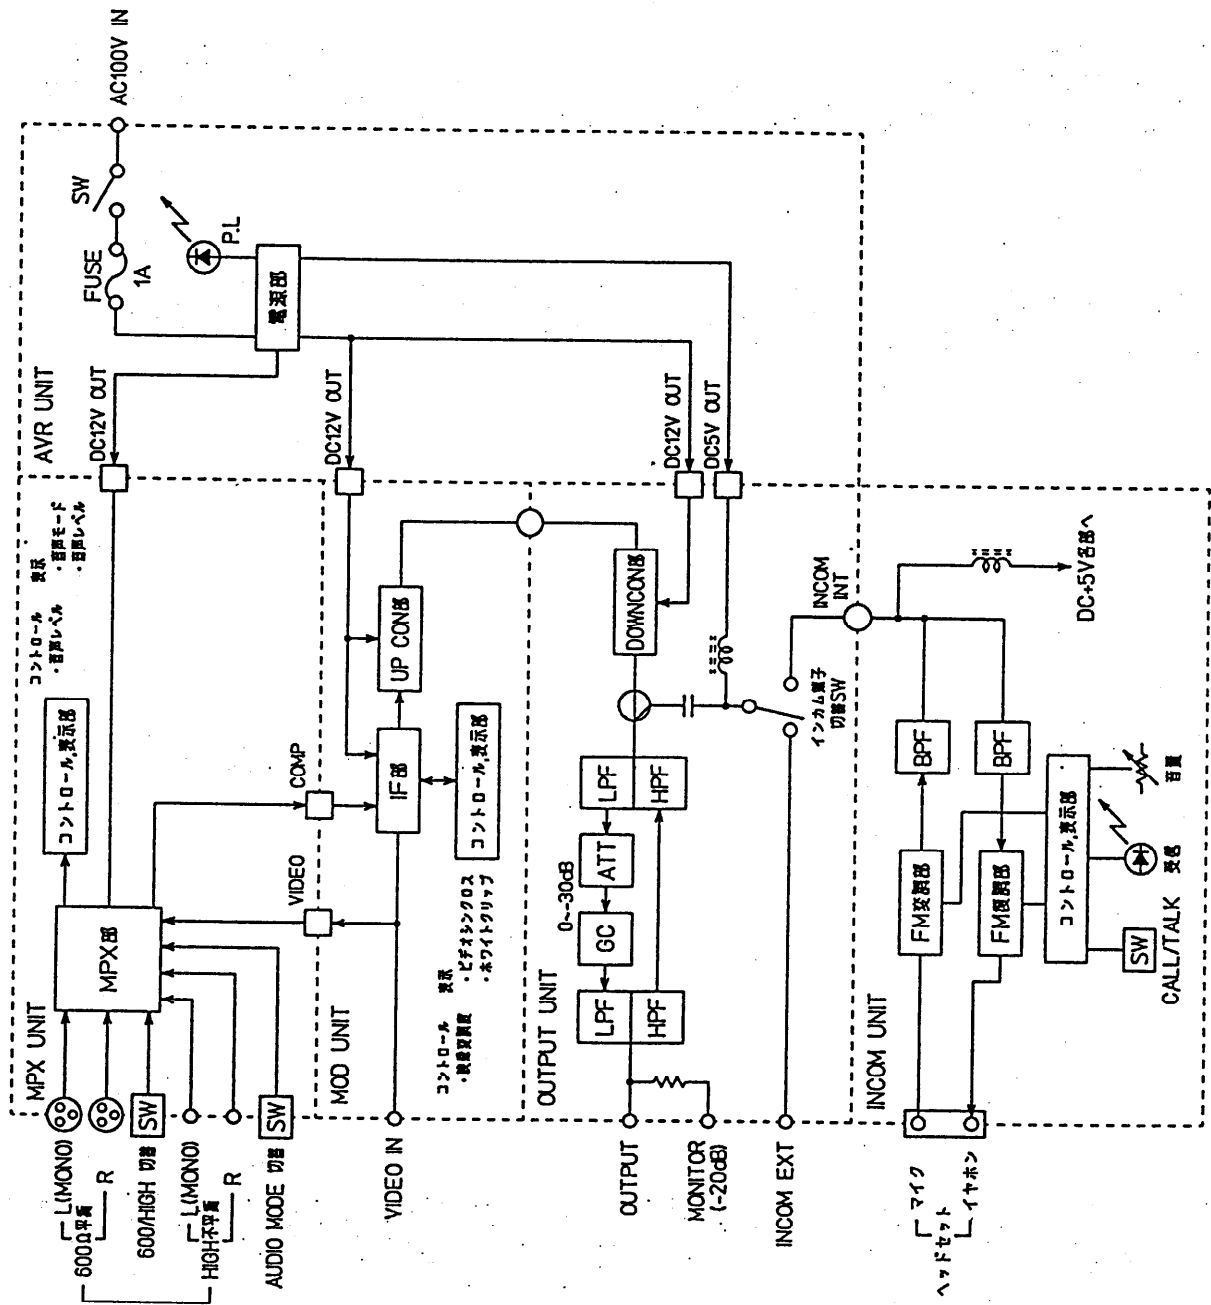 AC100V IN
SW
FUSE
1A
P.L
電源部
AVR UNIT
DC12V OUT
DC12V OUT
DC12V OUT
DC5V OUT
MPX UNIT
コントロール
・音声レベル
表示
・音声モード
・音声レベル
コントロール,表示部
MPX部
L(MONO)
600Ω平衡
R
600/HIGH 切替
SW
L(MONO)
HIGH不平衡
R
AUDIO MODE 切替
SW
VIDEO
COMP
MOD UNIT
UP CON部
IF部
コントロール,表示部
コントロール
・映像変調度
表示
・ビデオシンクロス
・ホワイトクリップ
VIDEO IN
OUTPUT UNIT
DOWNCON部
LPF
HPF
ATT
0~-30dB
GC
LPF
HPF
OUTPUT
MONITOR
(-20dB)
INCOM EXT
インカム端子
切替SW
INCOM
INT
INCOM UNIT
DC+5V各部へ
BPF
BPF
FM変調部
FM復調部
コントロール,表示部
音量
受感
SW
CALL/TALK
マイク
ヘッドセット
イヤホン